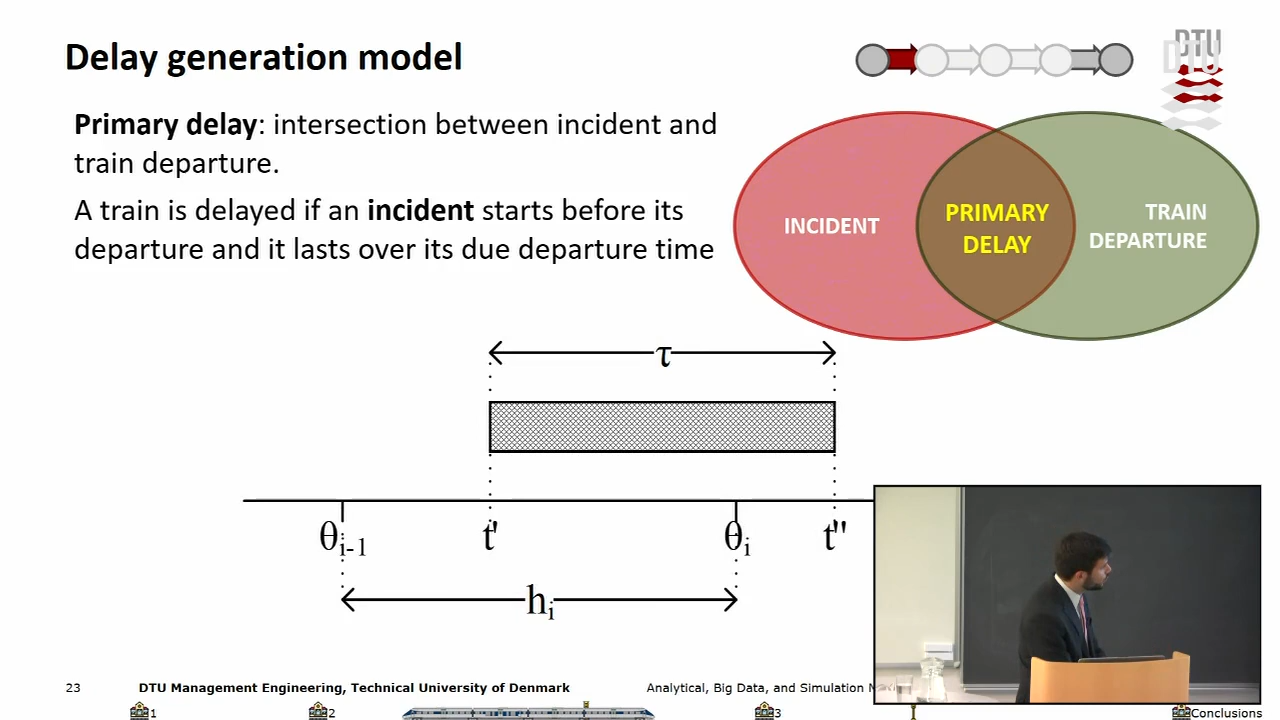 Delay generation model
DTU
Primary delay: intersection between incident and
train departure.
A train is delayed if an incident starts before its
departure and it lasts over its due departure time
INCIDENT
PRIMARY
DELAY
TRAIN
DEPARTURE
τ
θi-1
t'
θi
t''
hi
23
DTU Management Engineering, Technical University of Denmark
Analytical, Big Data, and Simulation
1
2
3
Conclusions